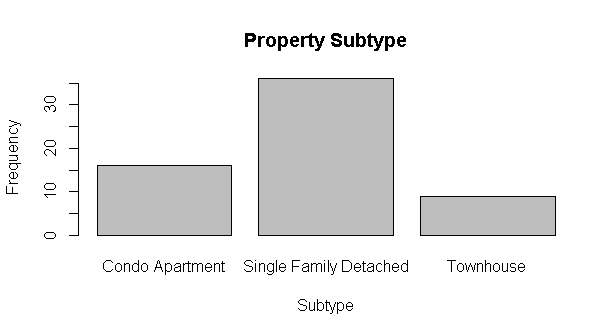 Property Subtype
Frequency
30
20
10
0
Condo Apartment Single Family Detached Townhouse
Subtype